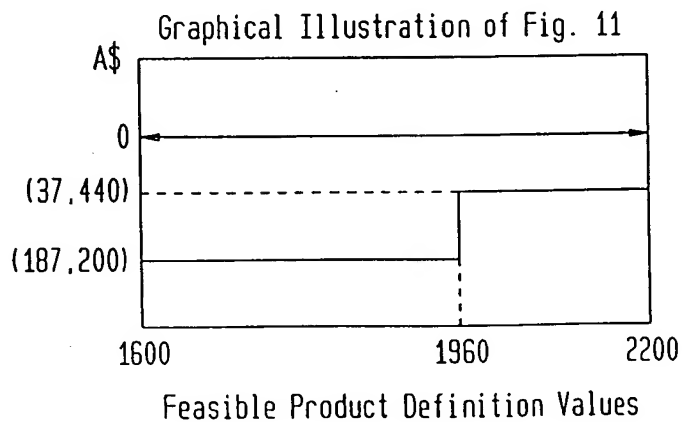 Graphical Illustration of Fig. 11
A$
0
(37,440)
(187,200)
1600 1960 2200
Feasible Product Definition Values